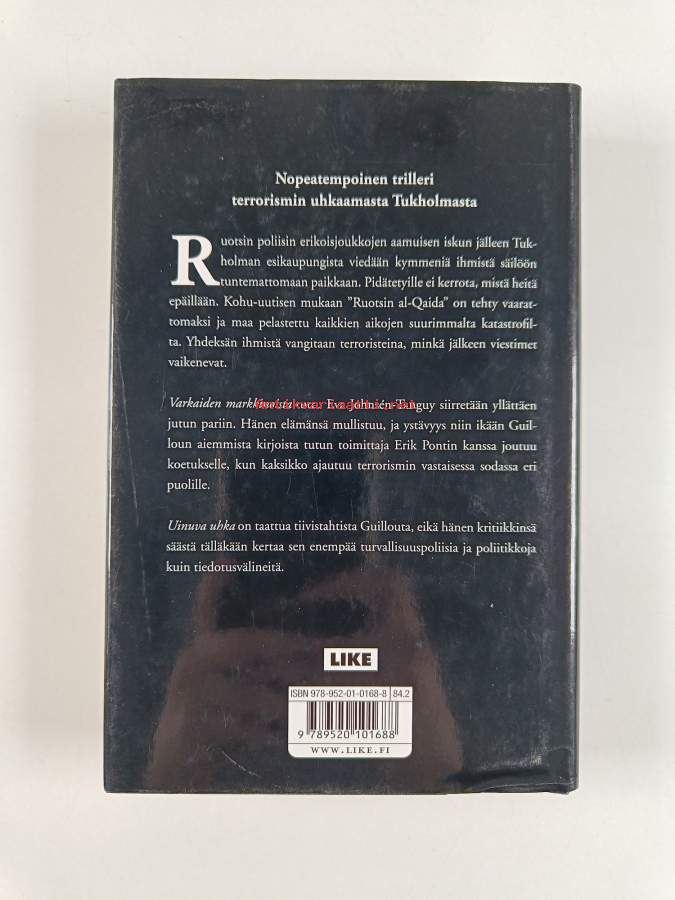 Nopeatempoinen trilleri
terrorismin uhkaamasta Tukholmasta
Ruotsin poliisin erikoisjoukkojen aamuisen iskun jälleen Tuk-
holman esikaupungista viedään kymmeniä ihmistä säilöön
tuntemattomaan paikkaan. Pidätetyille ei kerrota, mistä heitä
epäillään. Kohu-uutisen mukaan "Ruotsin al-Qaida" on tehty vaarat-
tomaksi ja maa pelastettu kaikkien aikojen suurimmalta katastrofil-
ta. Yhdeksän ihmistä vangitaan terroristeina, minkä jälkeen viestimet
vaikenevat.
Varkaiden markkinoista Eva Johnsén-Tanguy siirretään yllättäen
jutun pariin. Hänen elämänsä mullistuu, ja ystävyys niin ikään Guil-
loun aiemmista kirjoista tutun toimittaja Erik Pontin kanssa joutuu
koetukselle, kun kaksikko ajautuu terrorismin vastaisessa sodassa eri
puolille.
Uinuva uhka on taattua tiivistahtista Guillouta, eikä hänen kritiikkinsä
säästä tälläkään kertaa sen enempää turvallisuuspoliisia ja poliitikkoja
kuin tiedotusvälineitä.
LIKE
ISBN 978-952-01-0168-8 84.2
9 789520 101688
WWW.LIKE.FI